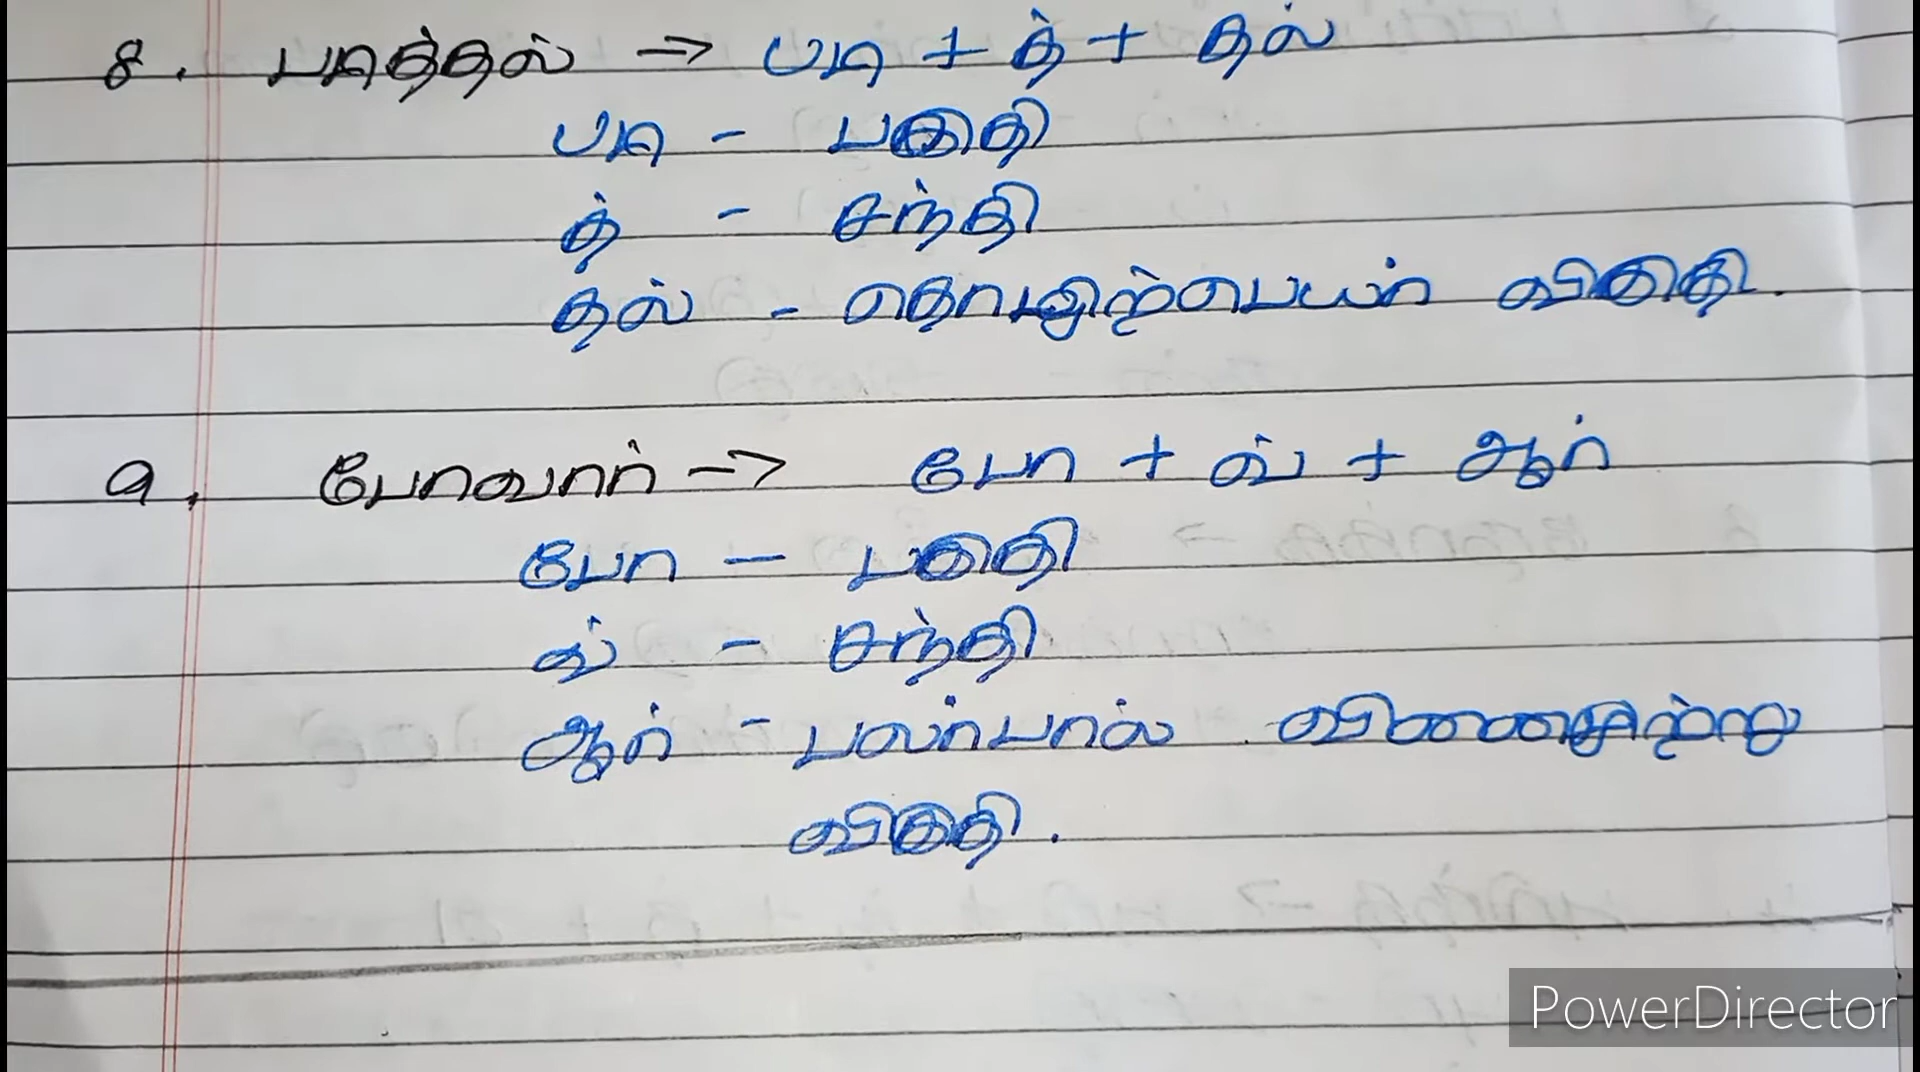 8. படித்தல் -> படி + த் + தல்
படி - பகுதி
த் - சந்தி
தல் - தொழிற்பெயர் விகுதி.
9. போவார் -> போ + வ் + ஆர்
போ - பகுதி
வ் - சந்தி
ஆர் - பலர்பால் வினைமுற்று
விகுதி.
PowerDirector